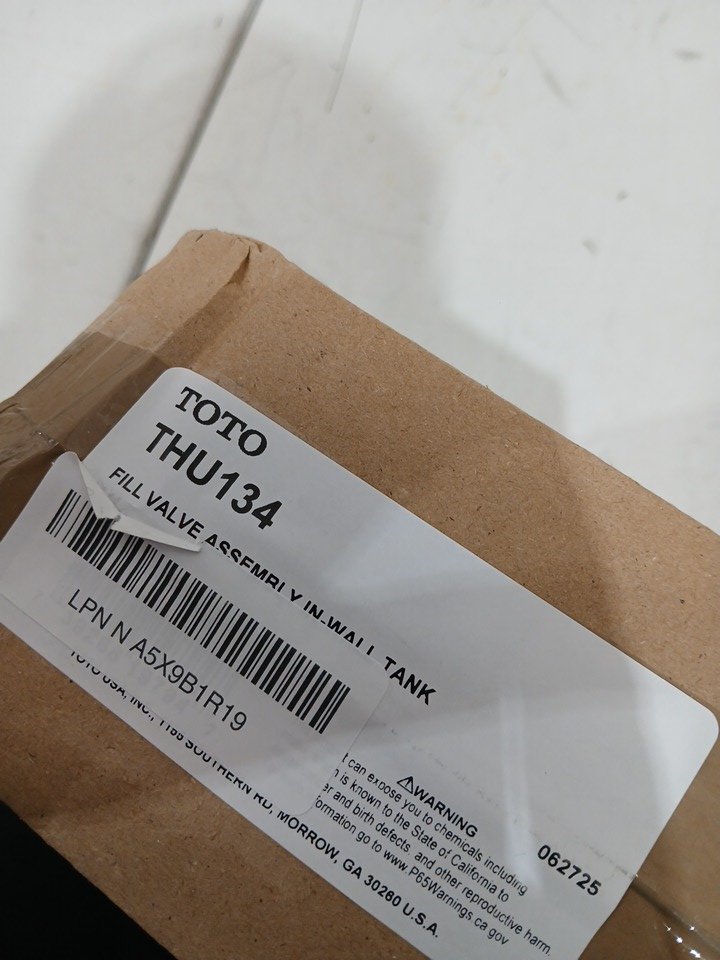 TOTO
THU134
FILL VALVE ASSEMBLY IN-WALL TANK
LPN N A5X9B1R19
TOTO USA, INC., 1155 SOUTHERN RD, MORROW, GA 30260 U.S.A.
⚠WARNING
can expose you to chemicals including
is known to the State of California to
and birth defects, and other reproductive harm.
go to www.P65Warnings.ca.gov
062725